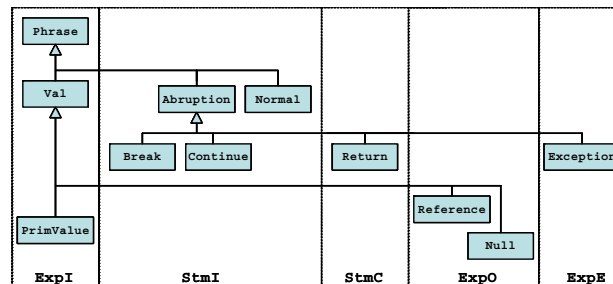 Phrase
Val
Abruption
Normal
Break
Continue
Return
Exception
Reference
PrimValue
Null
ExpI
StmI
StmC
ExpO
ExpE